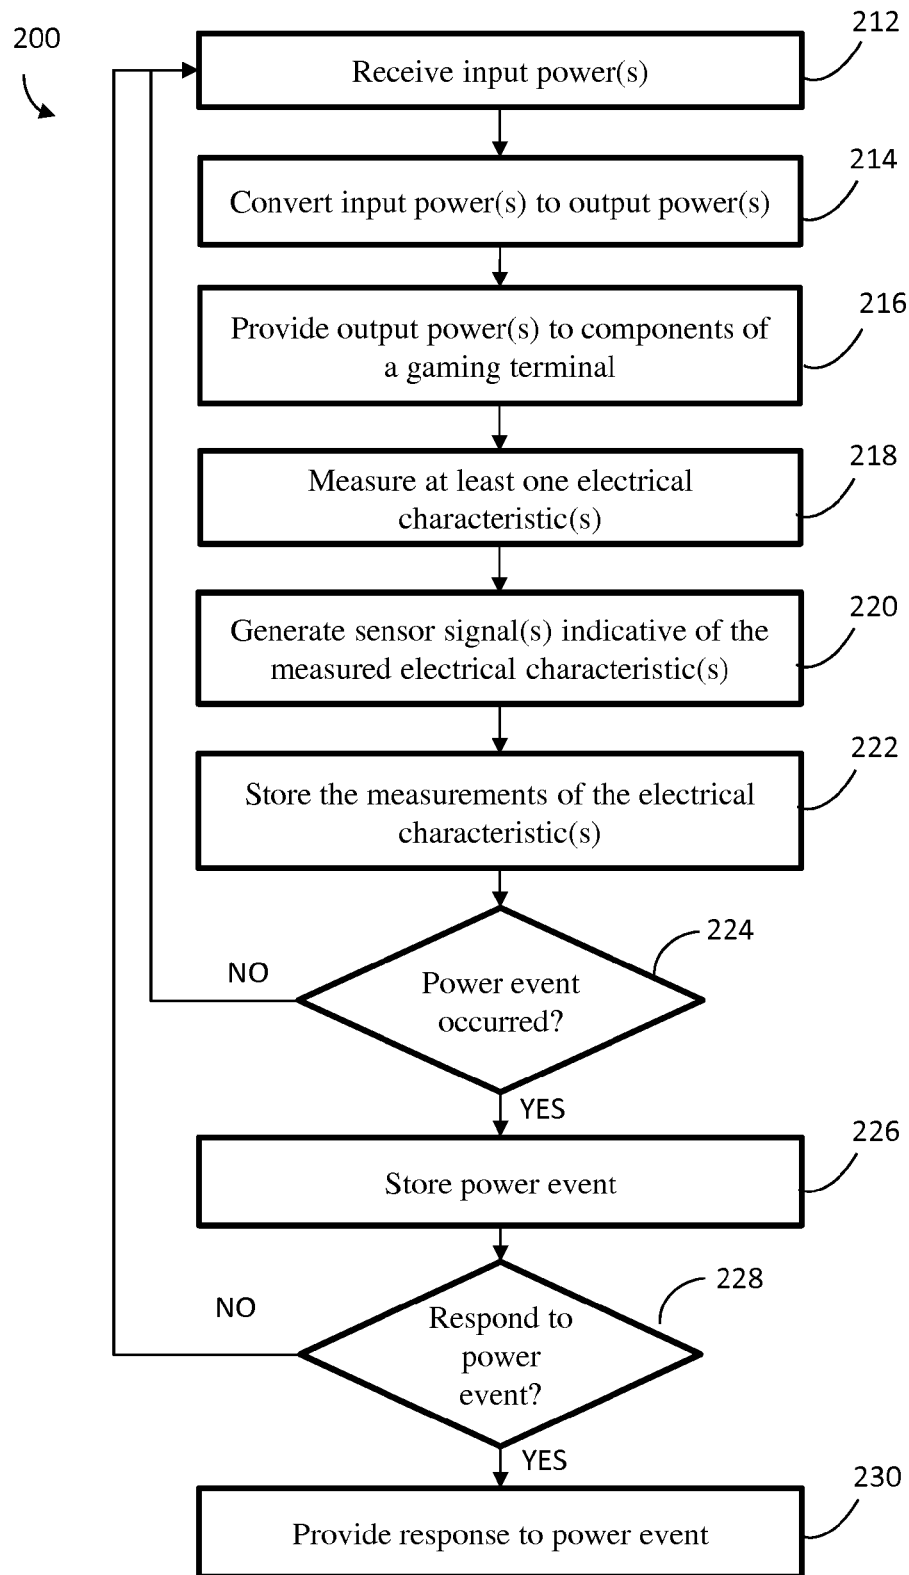 200
212
Receive input power(s)
214
Convert input power(s) to output power(s)
216
Provide output power(s) to components of
a gaming terminal
218
Measure at least one electrical
characteristic(s)
220
Generate sensor signal(s) indicative of the
measured electrical characteristic(s)
222
Store the measurements of the electrical
characteristic(s)
224
NO
Power event
occurred?
YES
226
Store power event
228
NO
Respond to
power
event?
YES
230
Provide response to power event